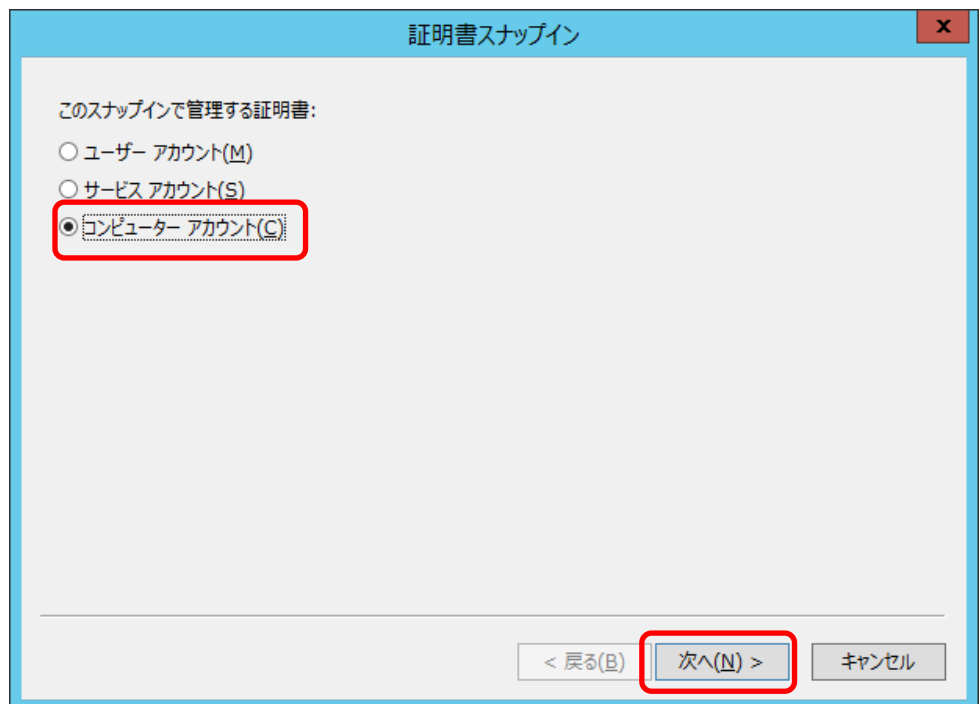 証明書スナップイン
x
このスナップインで管理する証明書:
ユーザー アカウント(M)
サービス アカウント(S)
コンピューター アカウント(C)
< 戻る(B) 次へ(N) > キャンセル